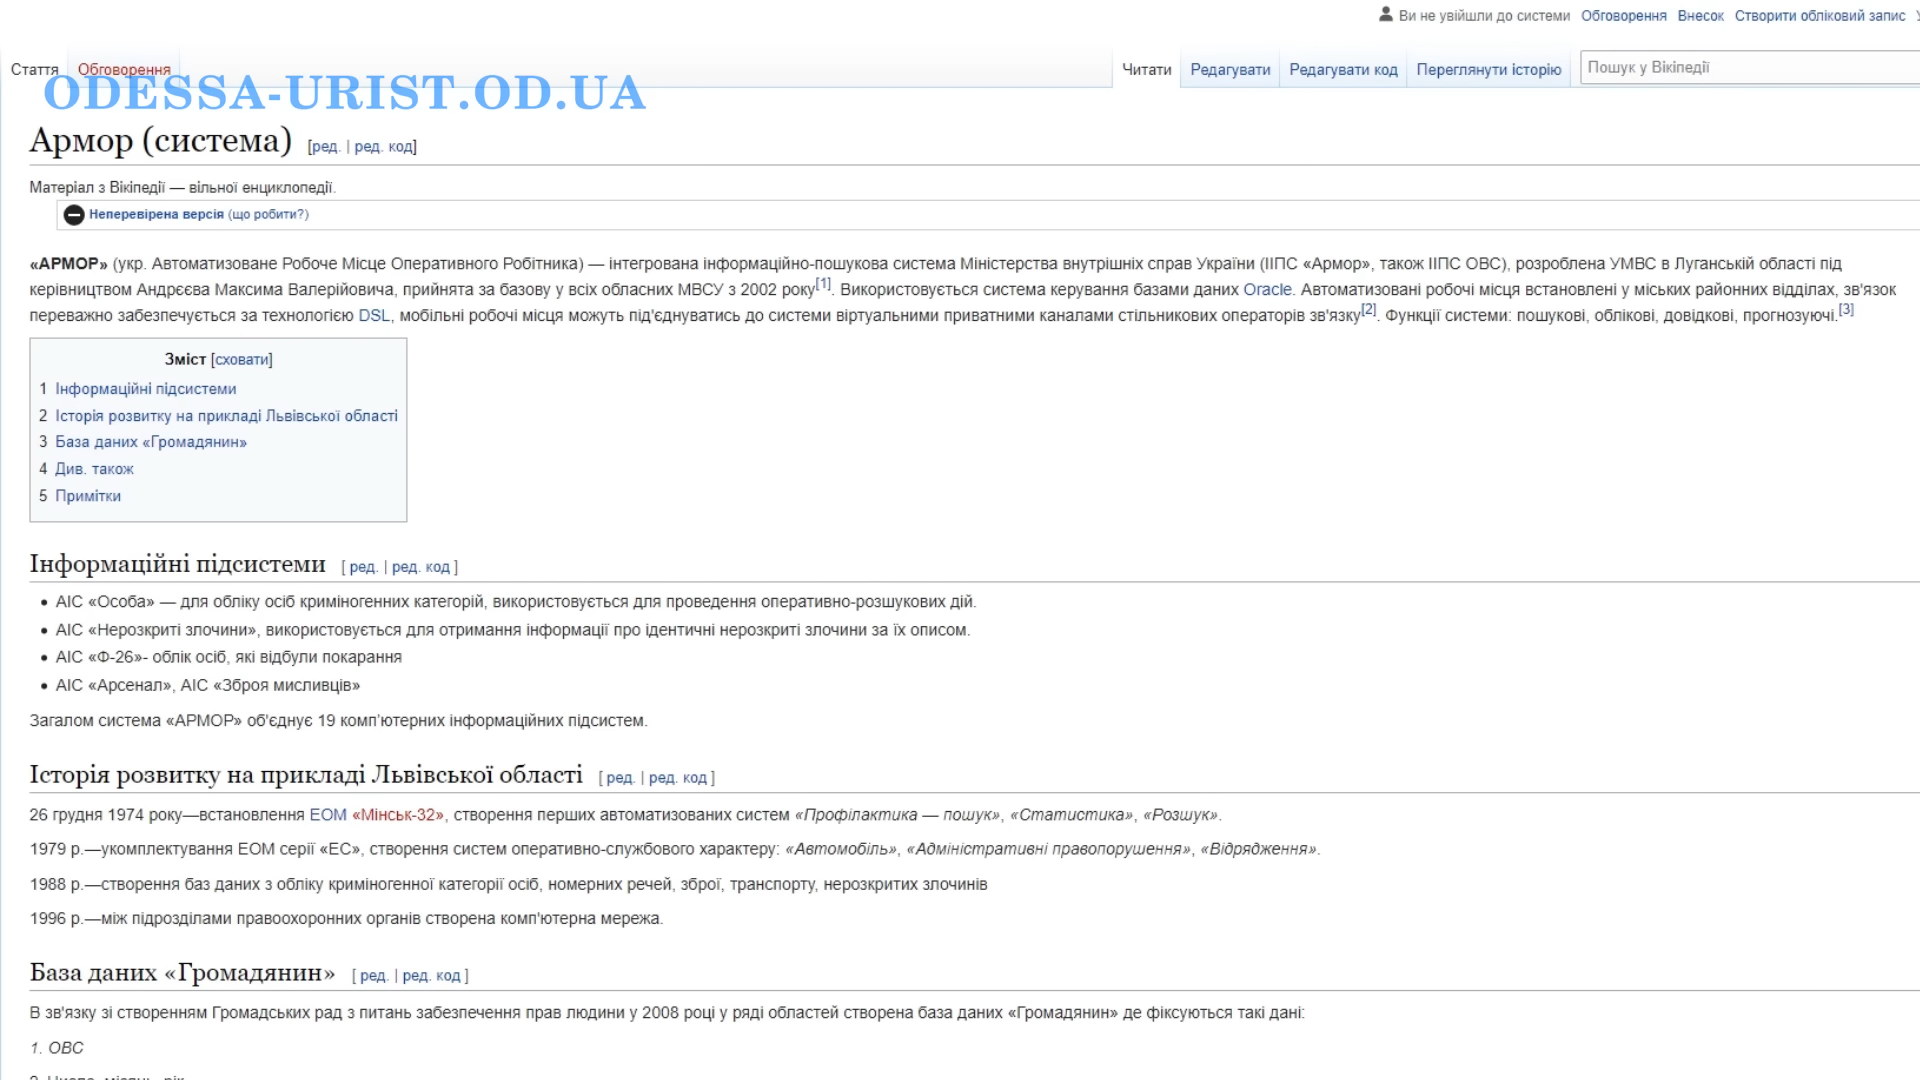 Ви не увійшли до системи Обговорення Внесок Створити обліковий запис
Стаття Обговорення Читати Редагувати Редагувати код Переглянути історію Пошук у Вікіпедії
ODESSA-URIST.OD.UA
Армор (система) [ред. | ред. код]
Матеріал з Вікіпедії — вільної енциклопедії.
Неперевірена версія (що робити?)
«АРМОР» (укр. Автоматизоване Робоче Місце Оперативного Робітника) — інтегрована інформаційно-пошукова система Міністерства внутрішніх справ України (ІІПС «Армор», також ІІПС ОВС), розроблена УМВС в Луганській області під
керівництвом Андрєєва Максима Валерійовича, прийнята за базову у всіх обласних МВСУ з 2002 року[1]. Використовується система керування базами даних Oracle. Автоматизовані робочі місця встановлені у міських районних відділах, зв'язок
переважно забезпечується за технологією DSL, мобільні робочі місця можуть під'єднуватись до системи віртуальними приватними каналами стільникових операторів зв'язку[2]. Функції системи: пошукові, облікові, довідкові, прогнозуючі.[3]
Зміст [сховати]
1 Інформаційні підсистеми
2 Історія розвитку на прикладі Львівської області
3 База даних «Громадянин»
4 Див. також
5 Примітки
Інформаційні підсистеми [ ред. | ред. код ]
• АІС «Особа» — для обліку осіб криміногенних категорій, використовується для проведення оперативно-розшукових дій.
• АІС «Нерозкриті злочини», використовується для отримання інформації про ідентичні нерозкриті злочини за їх описом.
• АІС «Ф-26»- облік осіб, які відбули покарання
• АІС «Арсенал», АІС «Зброя мисливців»
Загалом система «АРМОР» об'єднує 19 комп'ютерних інформаційних підсистем.
Історія розвитку на прикладі Львівської області [ ред. | ред. код ]
26 грудня 1974 року—встановлення ЕОМ «Мінськ-32», створення перших автоматизованих систем «Профілактика — пошук», «Статистика», «Розшук».
1979 р.—укомплектування ЕОМ серії «ЕС», створення систем оперативно-службового характеру: «Автомобіль», «Адміністративні правопорушення», «Відрядження».
1988 р.—створення баз даних з обліку криміногенної категорії осіб, номерних речей, зброї, транспорту, нерозкритих злочинів
1996 р.—між підрозділами правоохоронних органів створена комп'ютерна мережа.
База даних «Громадянин» [ ред. | ред. код ]
В зв'язку зі створенням Громадських рад з питань забезпечення прав людини у 2008 році у ряді областей створена база даних «Громадянин» де фіксуються такі дані:
1. ОВС